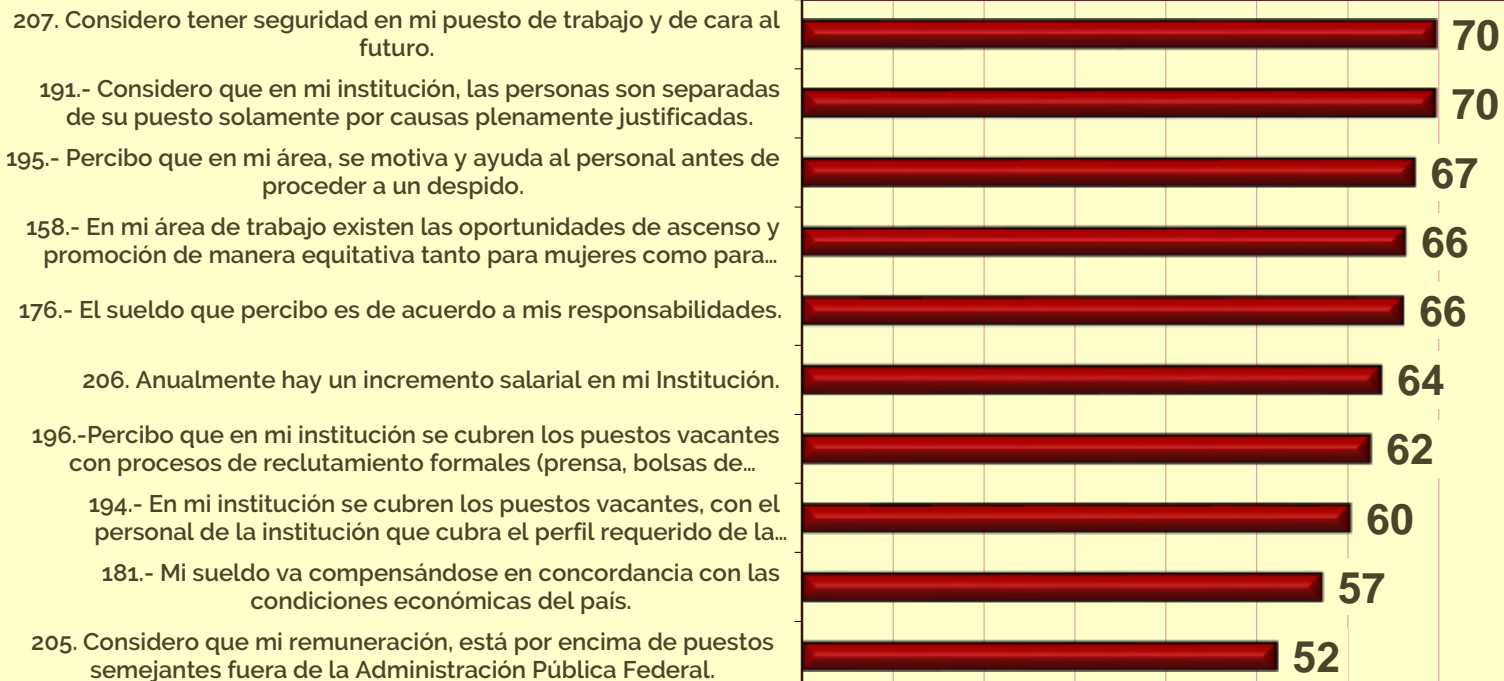 207. Considero tener seguridad en mi puesto de trabajo y de cara al
futuro.
70
191.- Considero que en mi institución, las personas son separadas
de su puesto solamente por causas plenamente justificadas.
70
195.- Percibo que en mi área, se motiva y ayuda al personal antes de
proceder a un despido.
67
158.- En mi área de trabajo existen las oportunidades de ascenso y
promoción de manera equitativa tanto para mujeres como para...
66
176.- El sueldo que percibo es de acuerdo a mis responsabilidades.
66
206. Anualmente hay un incremento salarial en mi Institución.
64
196.-Percibo que en mi institución se cubren los puestos vacantes
con procesos de reclutamiento formales (prensa, bolsas de...
62
194.- En mi institución se cubren los puestos vacantes, con el
personal de la institución que cubra el perfil requerido de la...
60
181.- Mi sueldo va compensándose en concordancia con las
condiciones económicas del país.
57
205. Considero que mi remuneración, está por encima de puestos
semejantes fuera de la Administración Pública Federal.
52